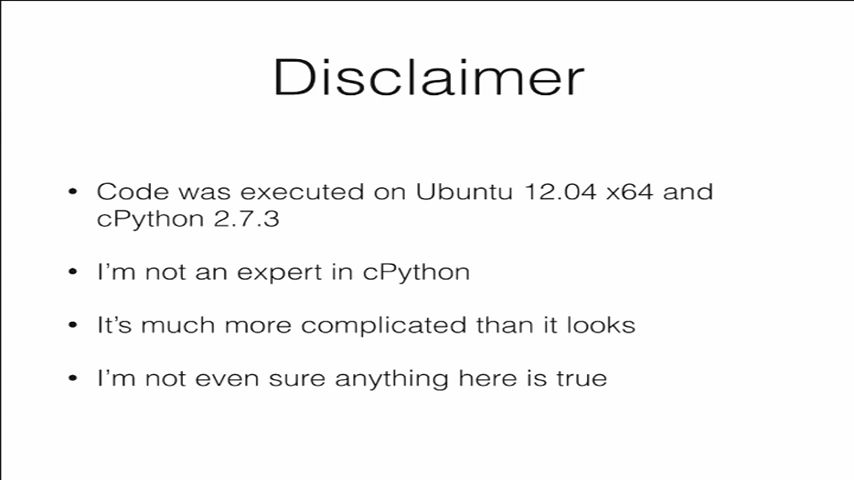 Disclaimer
• Code was executed on Ubuntu 12.04 x64 and
cPython 2.7.3
• I'm not an expert in cPython
• It's much more complicated than it looks
• I'm not even sure anything here is true